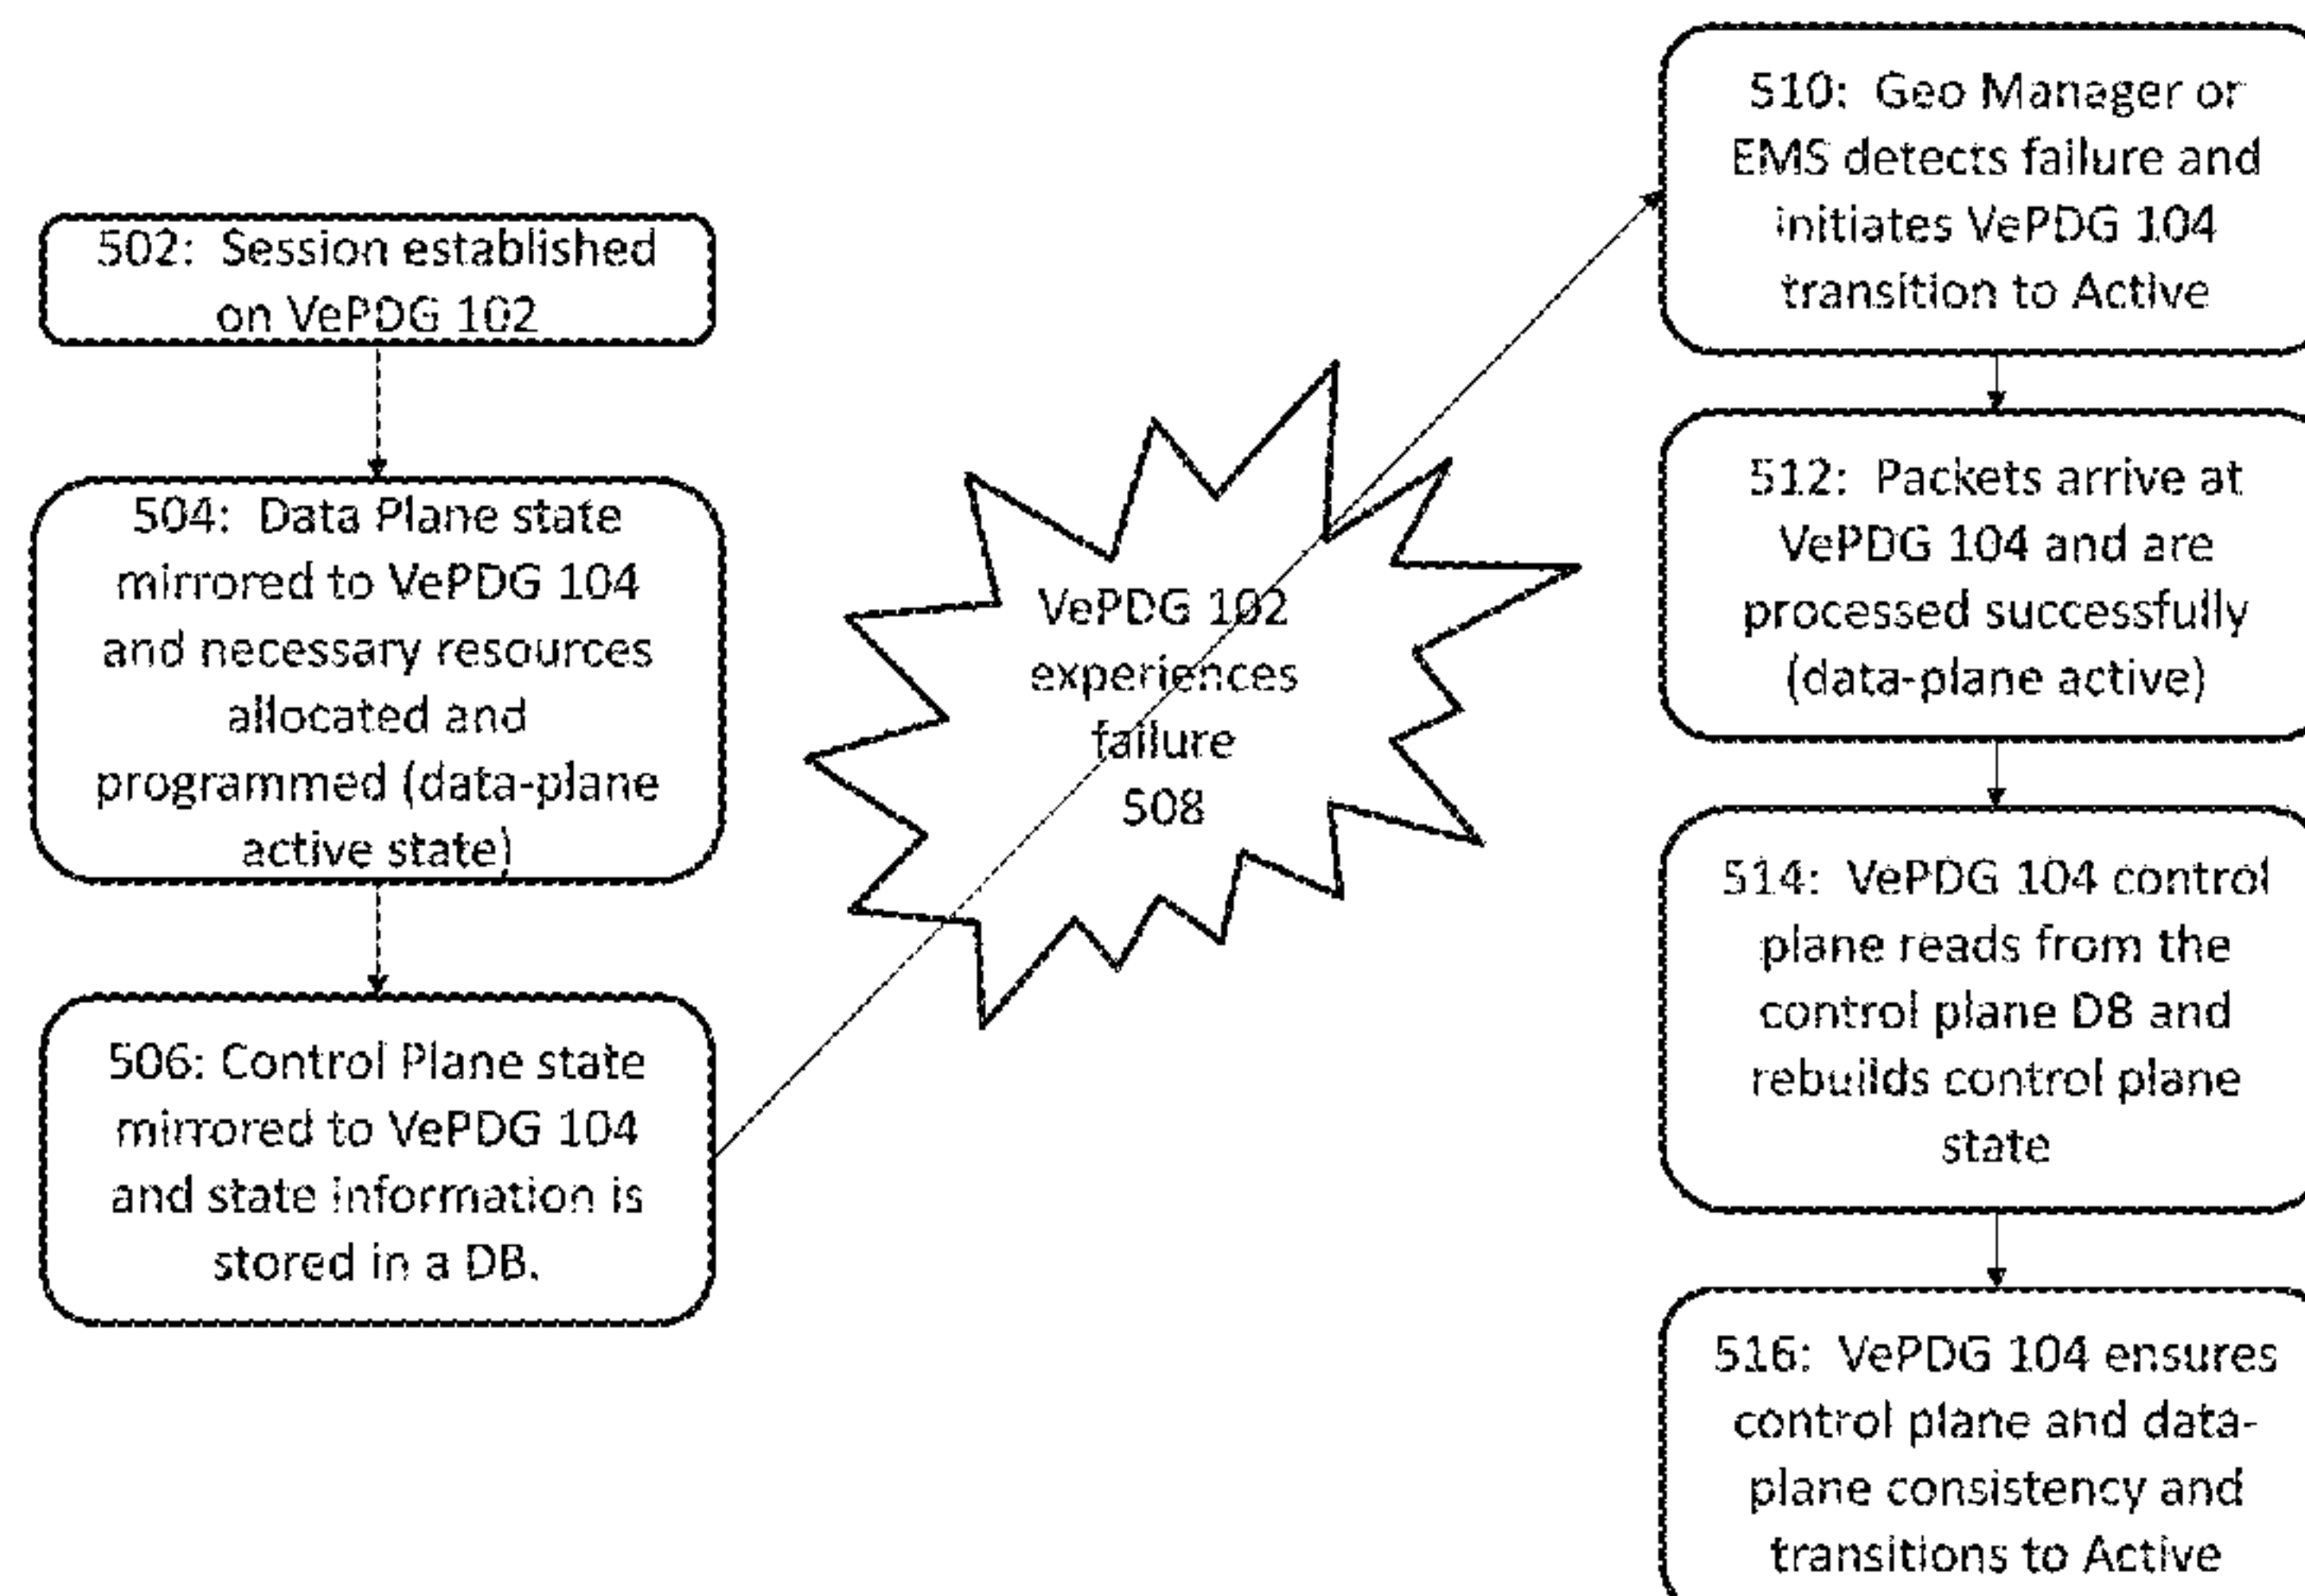 502: Session established
on VePDG 102
504: Data Plane state
mirrored to VePDG 104
and necessary resources
allocated and
programmed (data-plane
active state)
506: Control Plane state
mirrored to VePDG 104
and state information is
stored in a DB.
VePDG 102
experiences
failure
508
510: Geo Manager or
EMS detects failure and
initiates VePDG 104
transition to Active
512: Packets arrive at
VePDG 104 and are
processed successfully
(data-plane active)
514: VePDG 104 control
plane reads from the
control plane DB and
rebuilds control plane
state
516: VePDG 104 ensures
control plane and data-
plane consistency and
transitions to Active